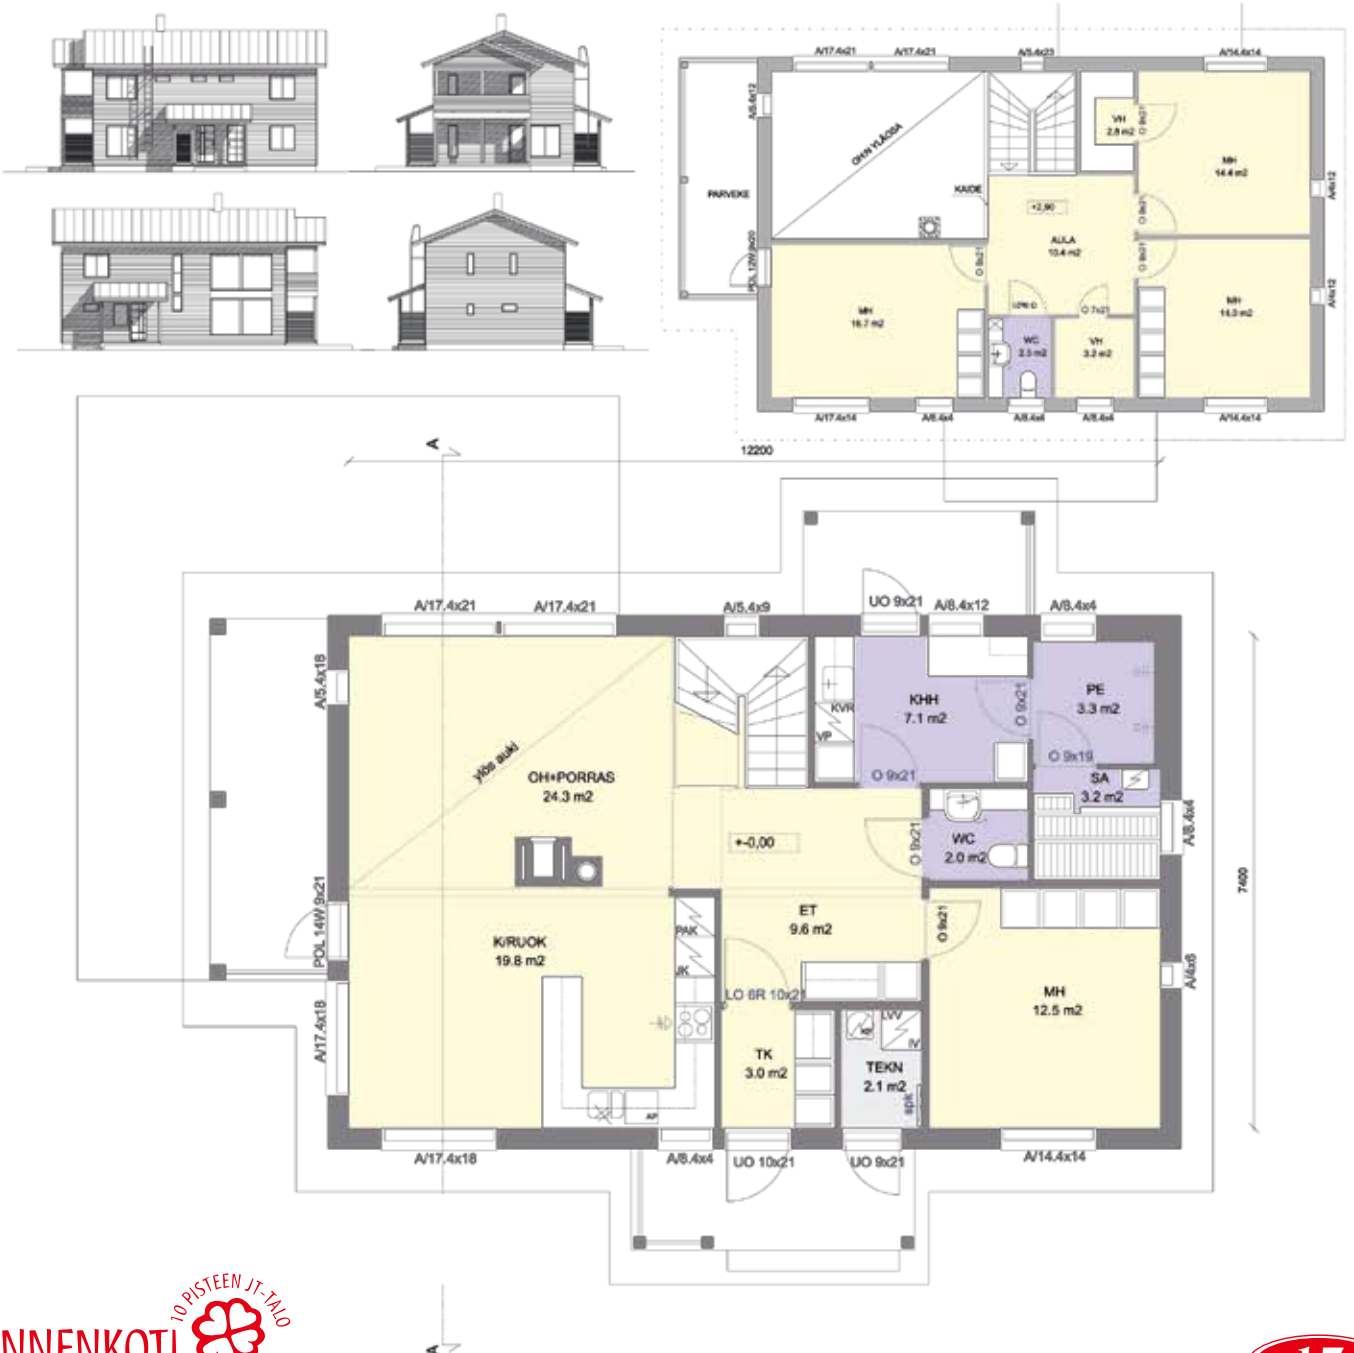 A/17.4x21
A/17.4x21
A/5.4x23
A/14.4x14
A/5.4x12
OH:N YLÄOSA
VH
2.8 m2
O 8x21
MH
14.4 m2
A/4x12
PARVEKE
KAIDE
+2,90
O 9x21
AULA
10.4 m2
POL 12W 9x20
O 9x21
O 9x21
MH
16.7 m2
O 7x21
MH
14.3 m2
A/4x12
WC
VH
3.2 m2
A/17.4x14
A/8.4x4
A/8.4x4
A/8.4x4
A/14.4x14
A
12200
A/17.4x21
A/17.4x21
A/5.4x9
UO 9x21
A/8.4x12
A/8.4x4
A/5.4x18
KHH
7.1 m2
KVR
VP
O 9x21
PE
3.3 m2
O 9x21
O 9x19
ylös auki
OH+PORRAS
24.3 m2
SA
3.2 m2
+-0,00
O 9x21
WC
2.0 m2
A/8.4x4
7400
POL 14W 9x21
ET
9.6 m2
O 9x21
K/RUOK
19.8 m2
PAK
JK
A/4x6
LO 6R 10x21
MH
12.5 m2
A/17.4x18
LVV
IV
TK
3.0 m2
TEKN
2.1 m2
spk
AP
A/17.4x18
A/8.4x4
UO 10x21
UO 9x21
A/14.4x14
10 PISTEEN JT-TALO
NNENKOTI
A